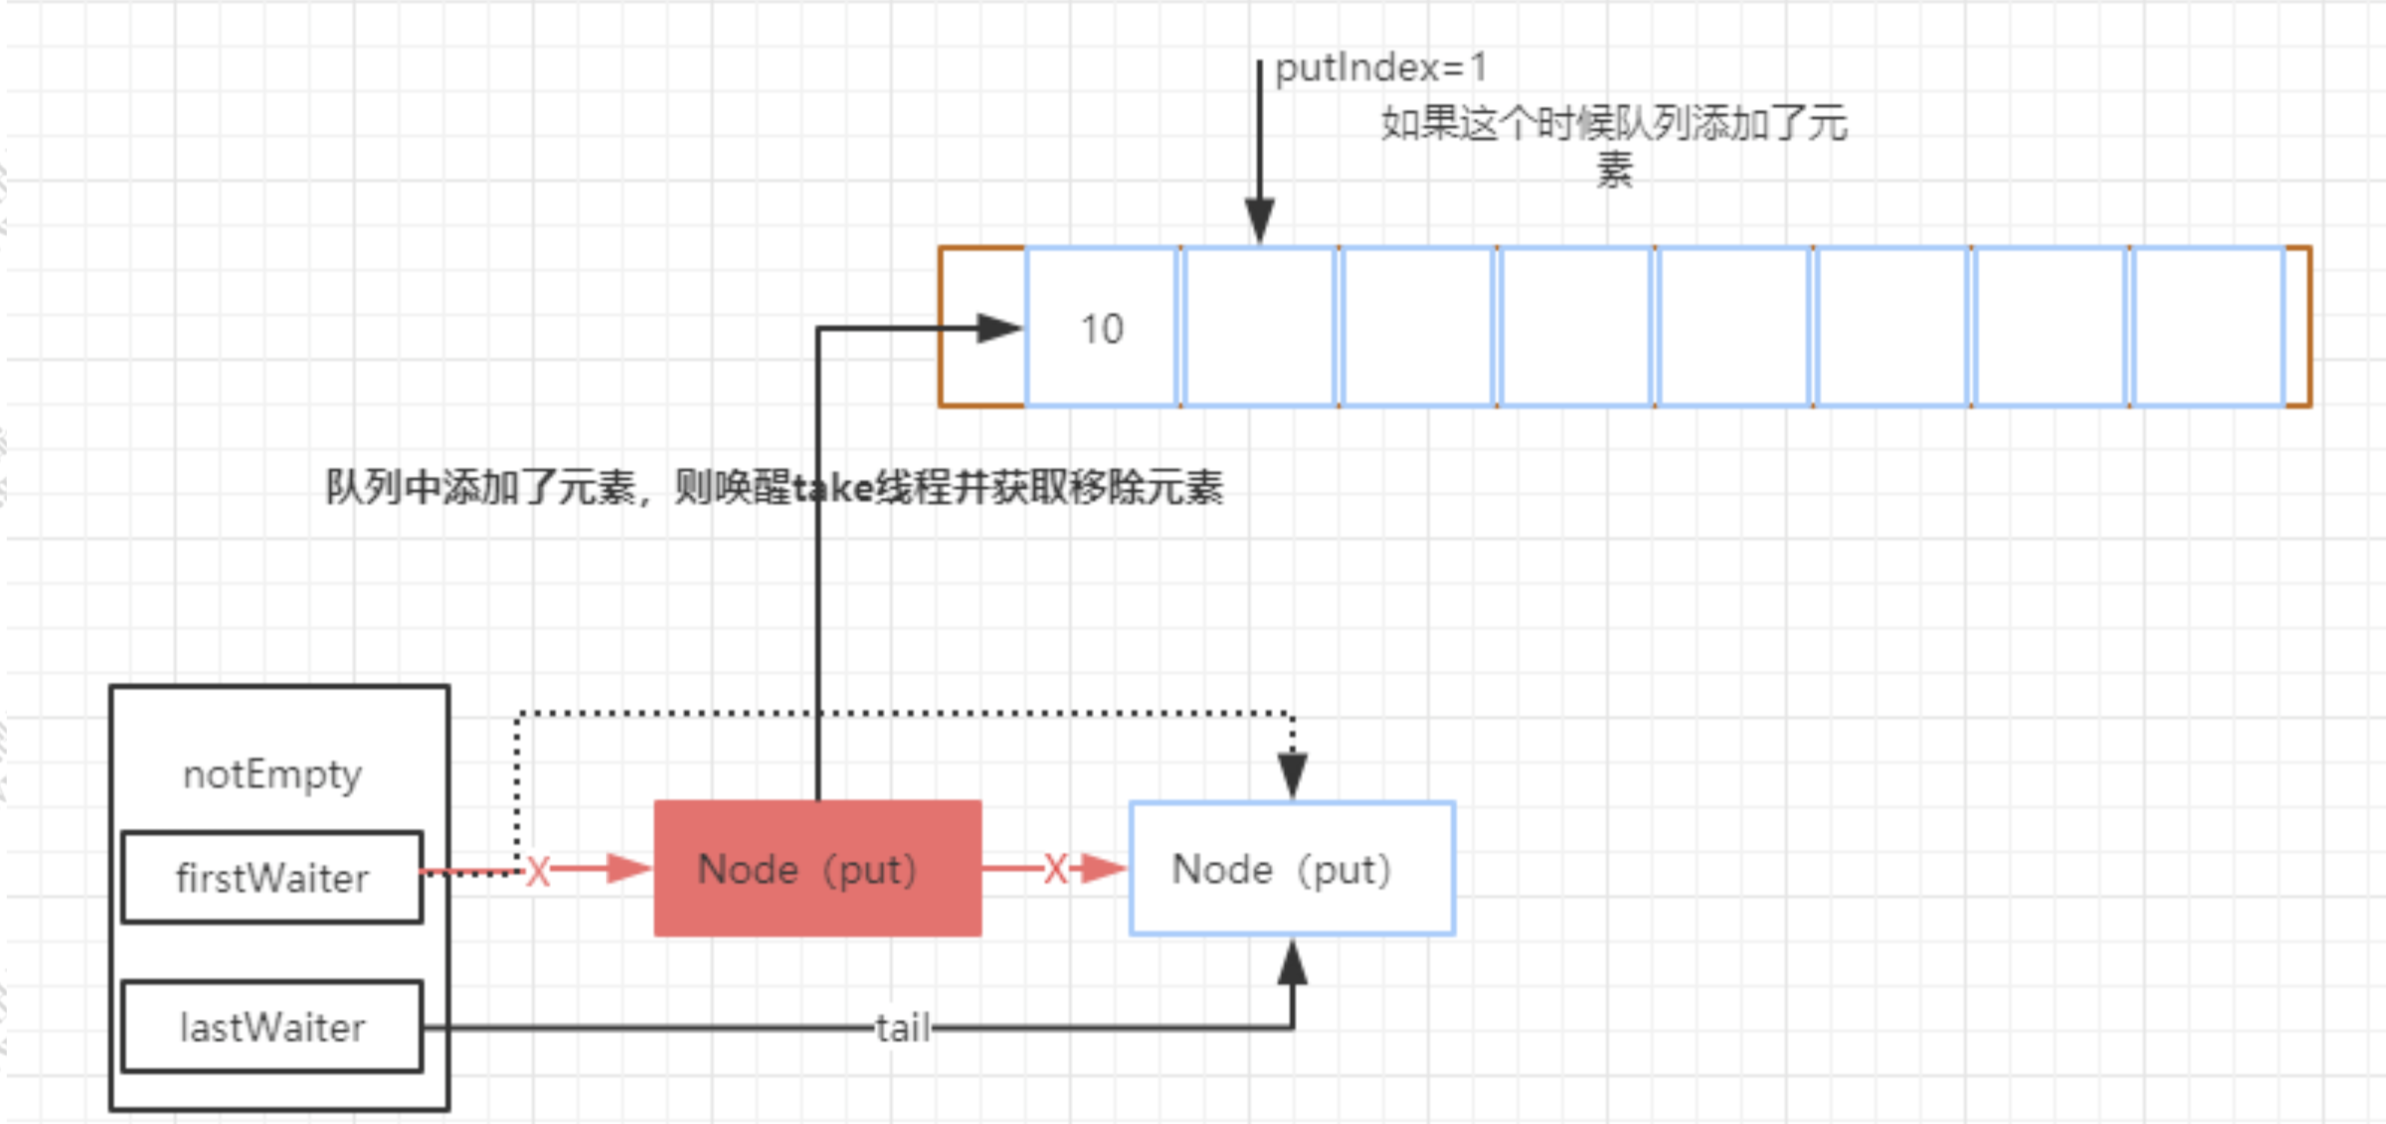 putIndex=1
如果这个时候队列添加了元
素
10
队列中添加了元素，则唤醒take线程并获取移除元素
notEmpty
firstWaiter
X
Node（put）
X
Node（put）
lastWaiter
tail